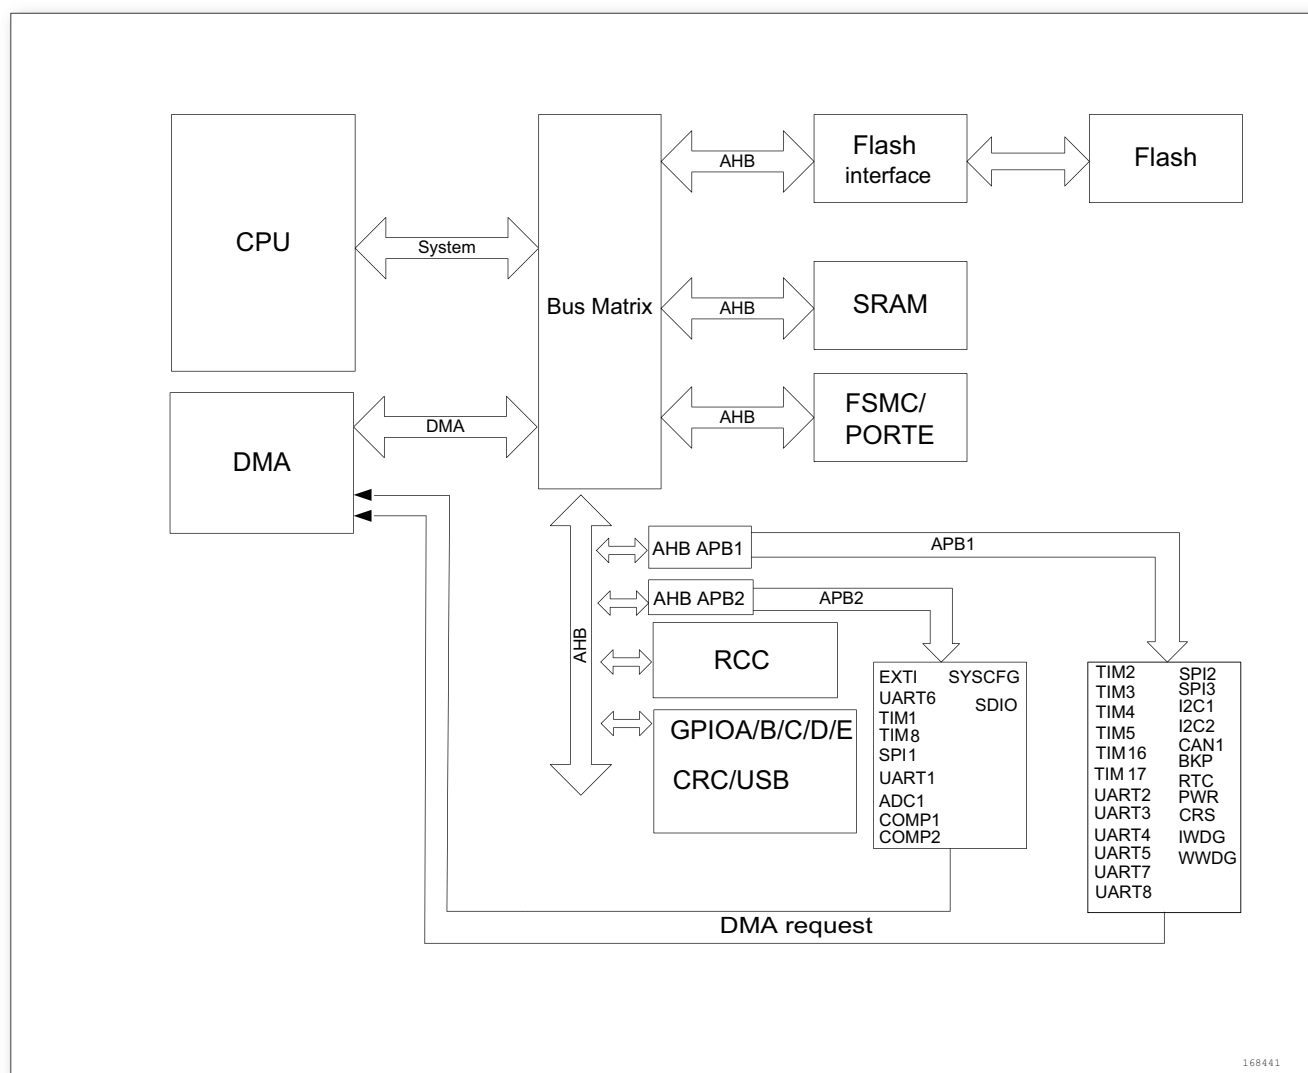 CPU
System
DMA
DMA
Bus Matrix
AHB
Flash
interface
Flash
AHB
SRAM
AHB
FSMC/
PORTE
AHB
AHB APB1
APB1
AHB APB2
APB2
RCC
GPIOA/B/C/D/E
CRC/USB
EXTI
UART6
TIM1
TIM8
SPI1
UART1
ADC1
COMP1
COMP2
SYSCFG
SDIO
TIM2
TIM3
TIM4
TIM5
TIM16
TIM17
UART2
UART3
UART4
UART5
UART7
UART8
SPI2
SPI3
I2C1
I2C2
CAN1
BKP
RTC
PWR
CRS
IWDG
WWDG
DMA request
168441